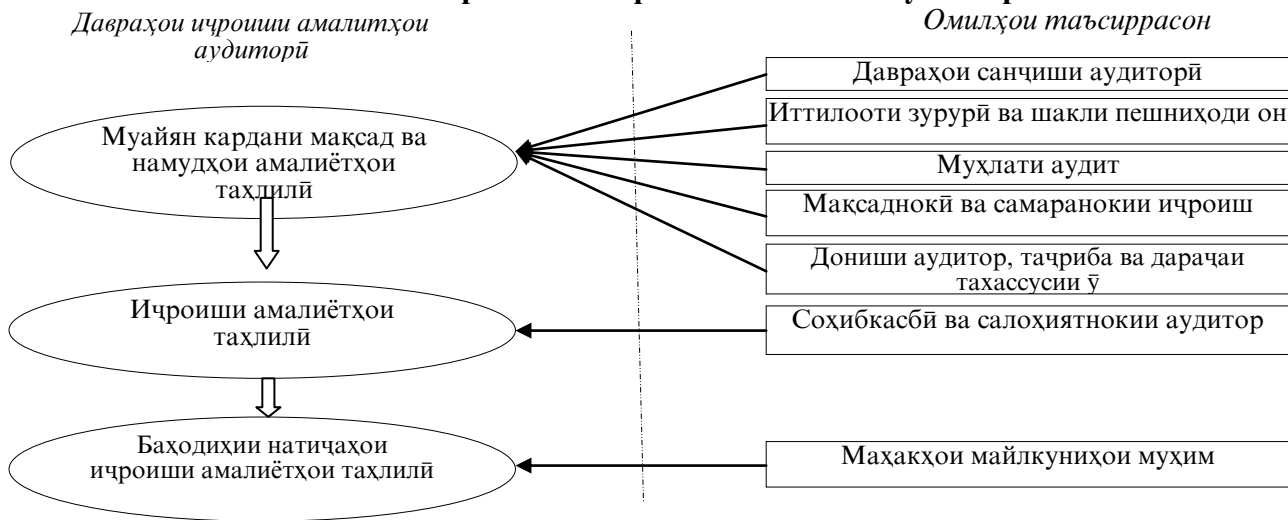 Давраҳои иҷроиши амалитҳои
аудиторӣ
Омилҳои таъсиррасон
Давраҳои санҷиши аудиторӣ
Иттилооти зурурӣ ва шакли пешниҳоди он
Муҳлати аудит
Мақсаднокӣ ва самаранокии иҷроиш
Дониши аудитор, таҷриба ва дараҷаи
тахассусии ӯ
Муайян кардани мақсад ва
намудҳои амалиётҳои
таҳлилӣ
Иҷроиши амалиётҳои
таҳлилӣ
Соҳибкасбӣ ва салоҳиятнокии аудитор
Баҳодиҳии натиҷаҳои
иҷроиши амалиётҳои таҳлилӣ
Маҳакҳои майлкуниҳои муҳим